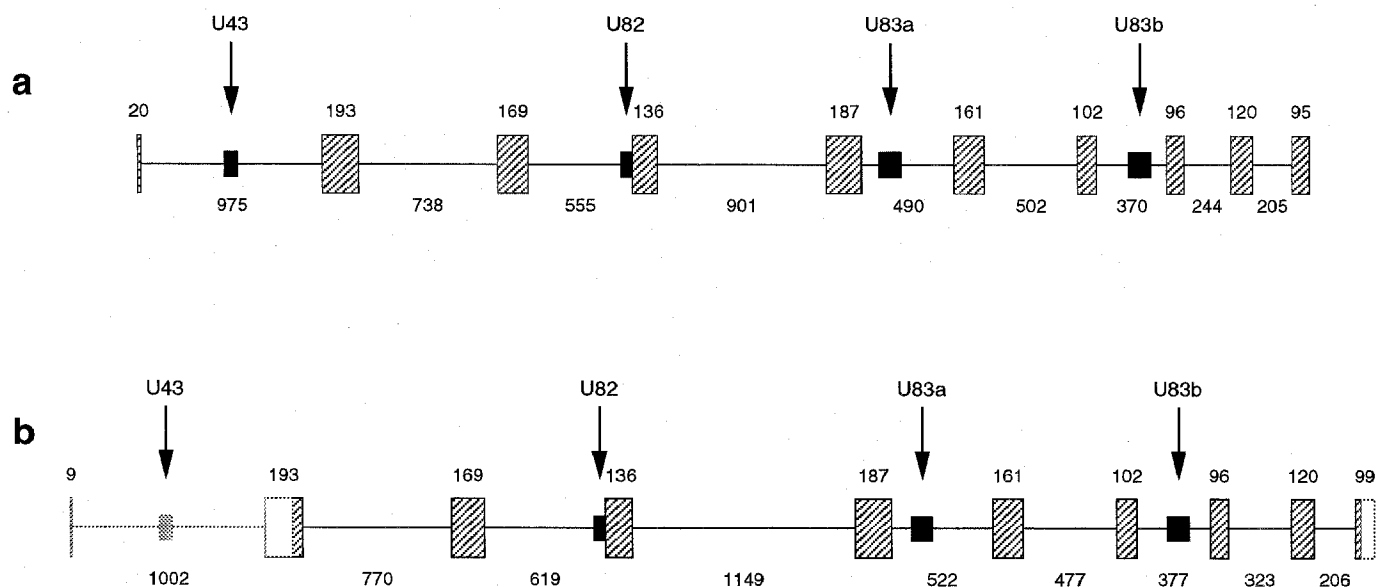 U43 U82 U83a U83b
a
20 193 169 136 187 161 102 96 120 95
975 738 555 901 490 502 370 244 205
U43 U82 U83a U83b
b
9 193 169 136 187 161 102 96 120 99
1002 770 619 1149 522 477 377 323 206